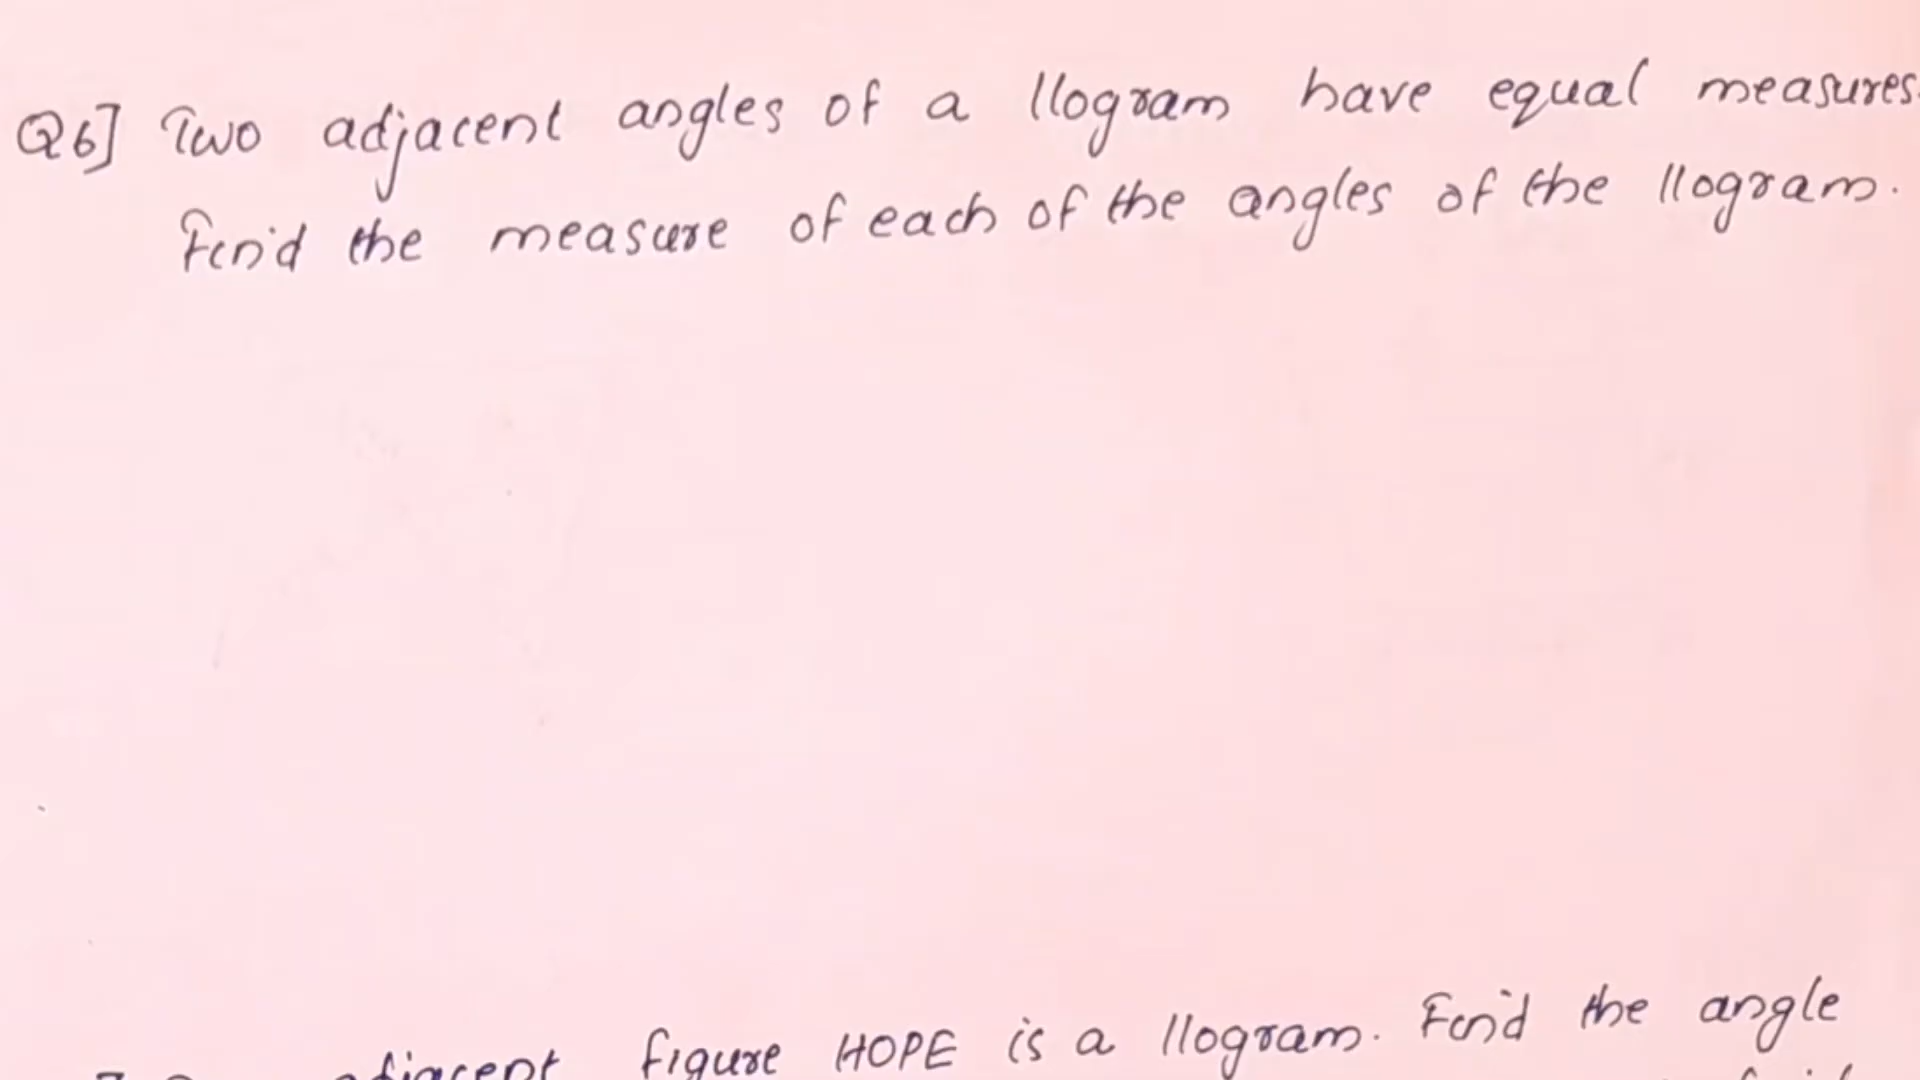 Q6] Two adjacent angles of a llogram have equal measures.
Find the measure of each of the angles of the llogram.
figure HOPE is a llogram. Find the angle